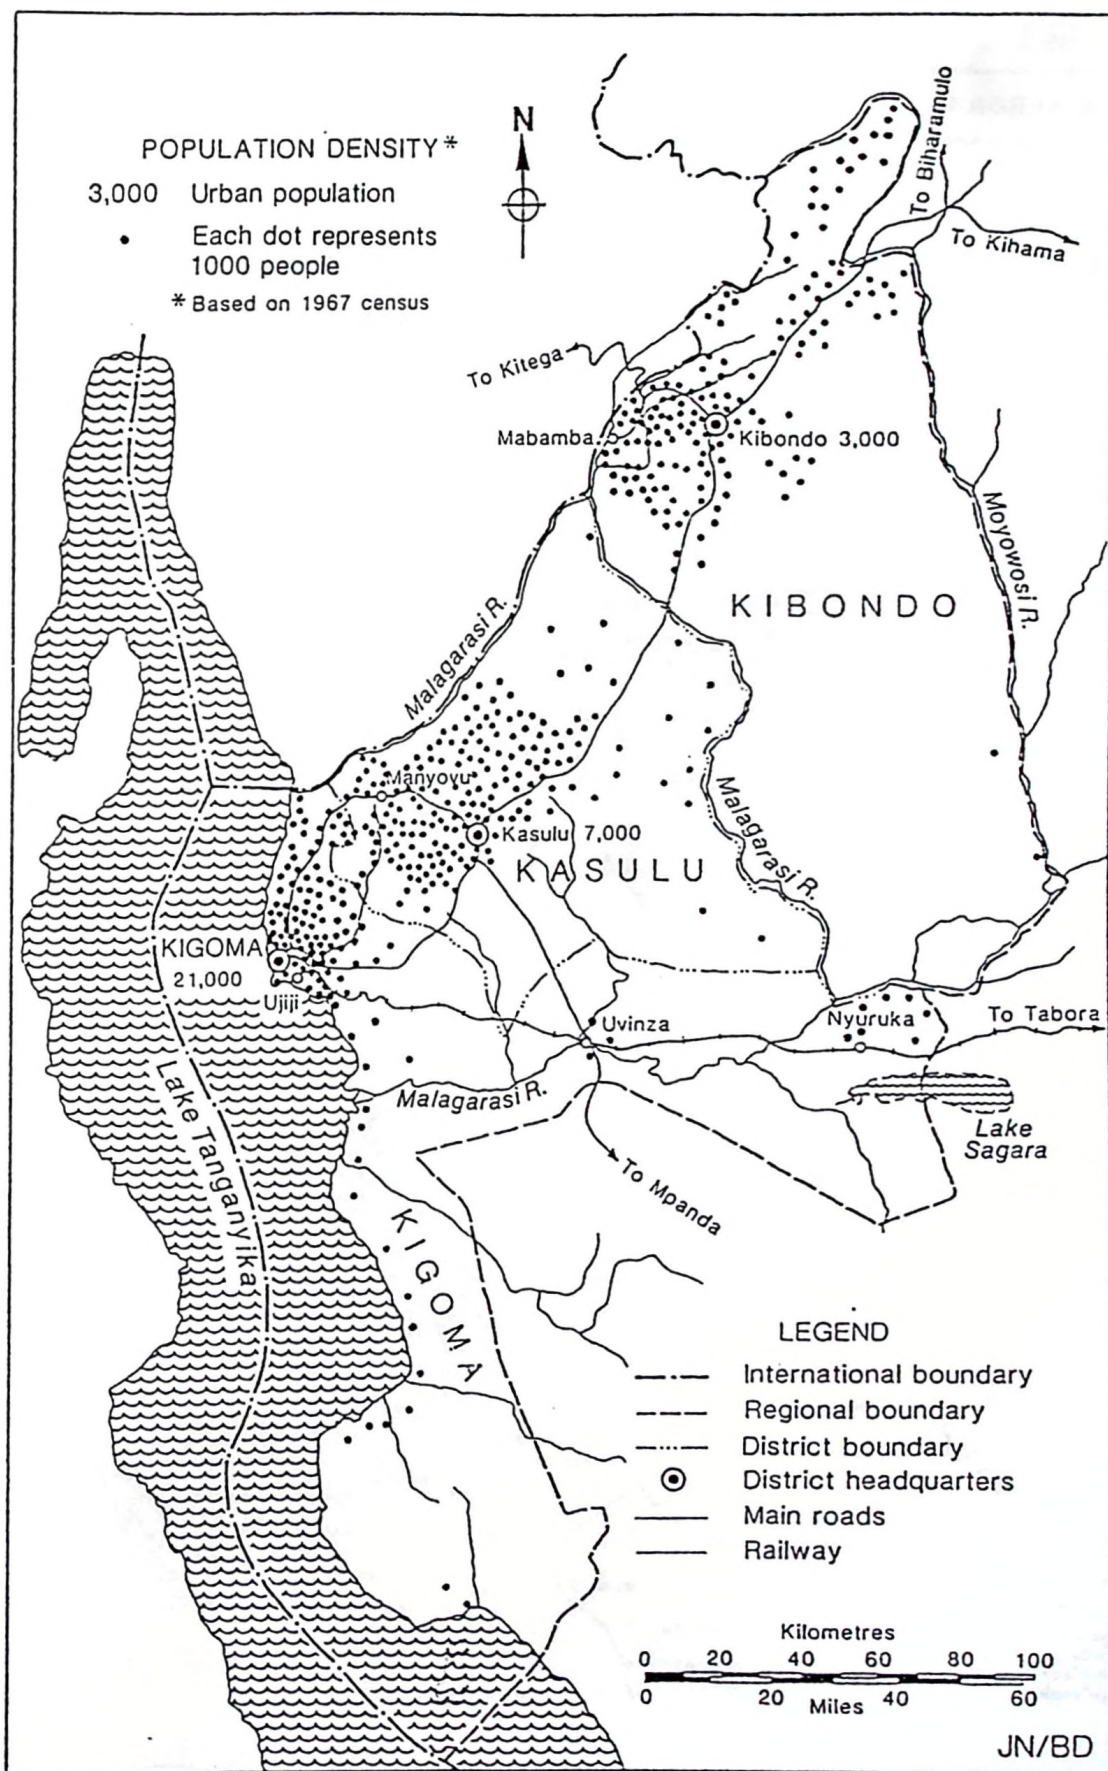 POPULATION DENSITY*
3,000 Urban population
Each dot represents
1000 people
* Based on 1967 census
N
To Biharamulo
To Kihama
To Kitega
Mabamba
Kibondo 3,000
Moyowosi R.
KIBONDO
Malagarasi R.
Manyovu
Kasulu 7,000
KASULU
Malagarasi R.
KIGOMA
21,000
Ujiji
Uvinza
Nyuruka
To Tabora
Malagarasi R.
Lake
Sagara
To Mpanda
Lake Tanganyika
KIGOMA
LEGEND
International boundary
Regional boundary
District boundary
District headquarters
Main roads
Railway
Kilometres
0 20 40 60 80 100
0 20 40 60
Miles
JN/BD